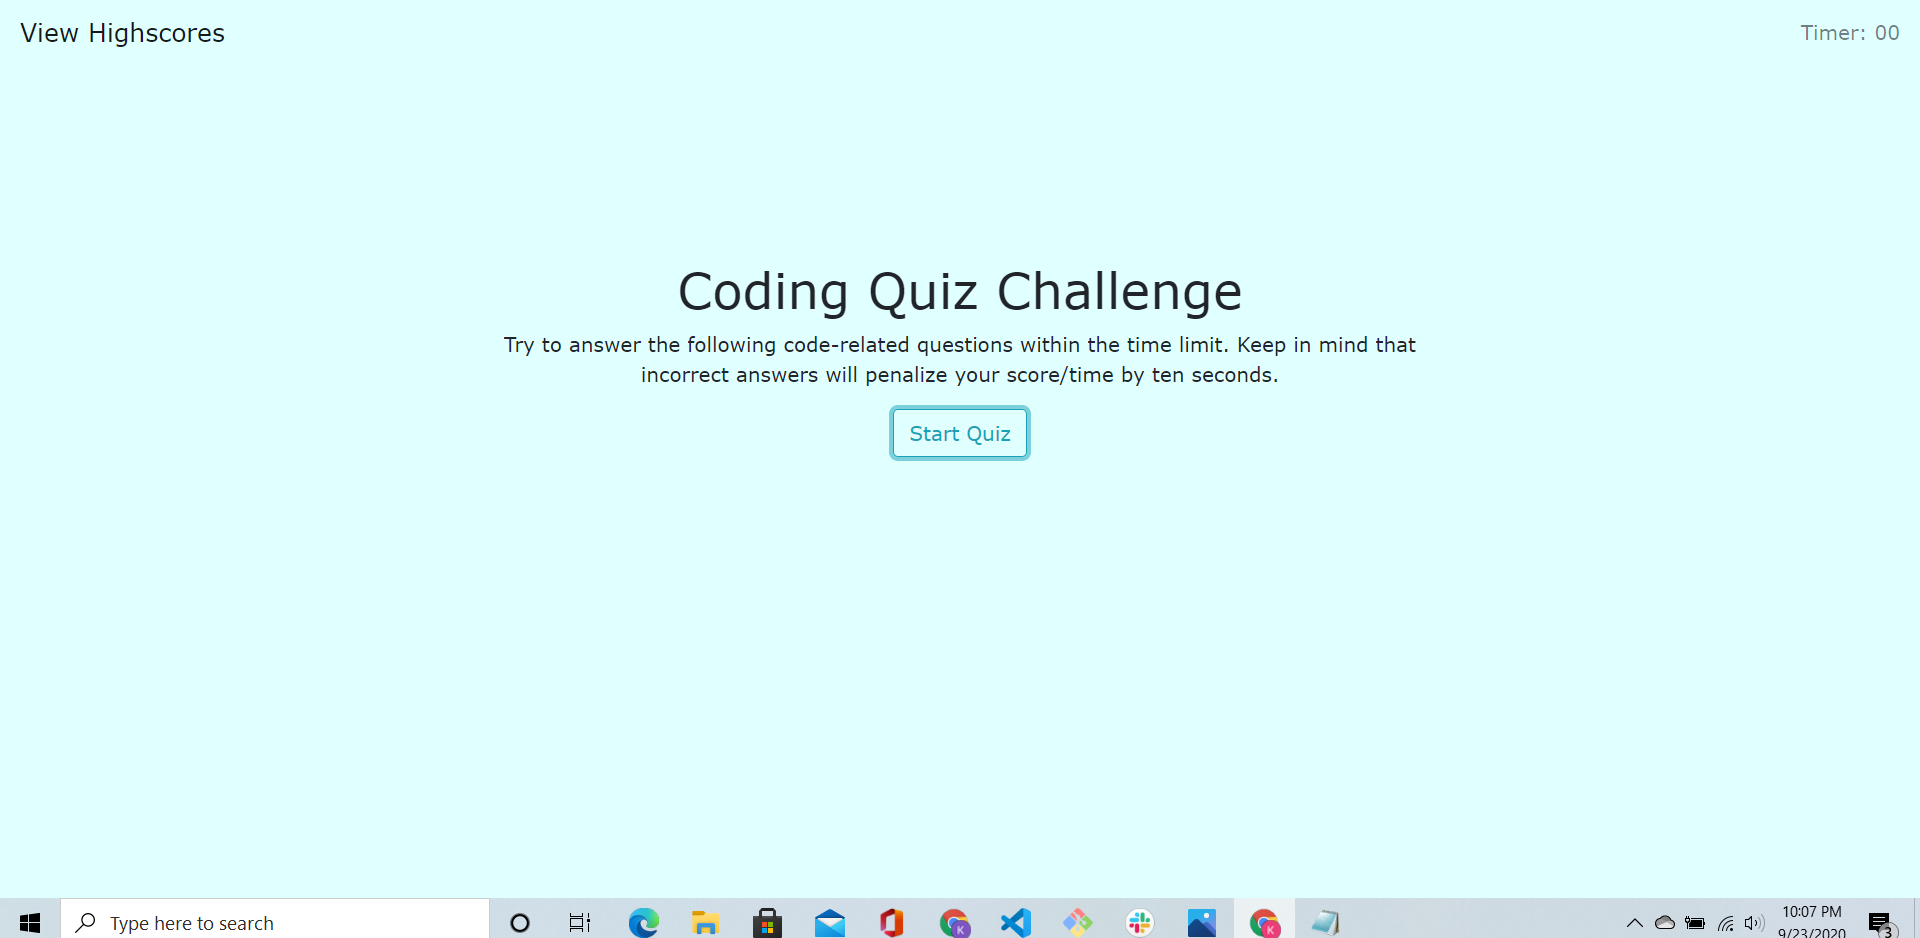 View Highscores
Timer: 00
Coding Quiz Challenge
Try to answer the following code-related questions within the time limit. Keep in mind that
incorrect answers will penalize your score/time by ten seconds.
Start Quiz
Type here to search
K
K
10:07 PM
9/23/2020
3